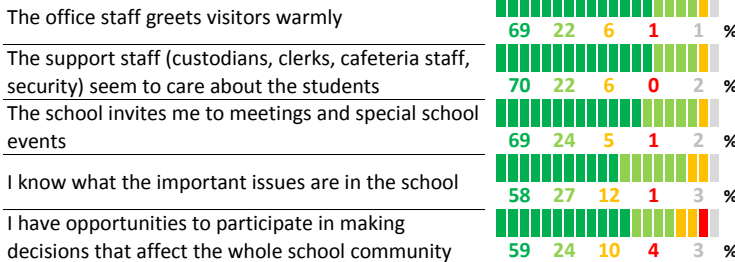 The office staff greets visitors warmly
69 22 6 1 1 %
The support staff (custodians, clerks, cafeteria staff,
security) seem to care about the students
70 22 6 0 2 %
The school invites me to meetings and special school
events
69 24 5 1 2 %
I know what the important issues are in the school
58 27 12 1 3 %
I have opportunities to participate in making
decisions that affect the whole school community
59 24 10 4 3 %